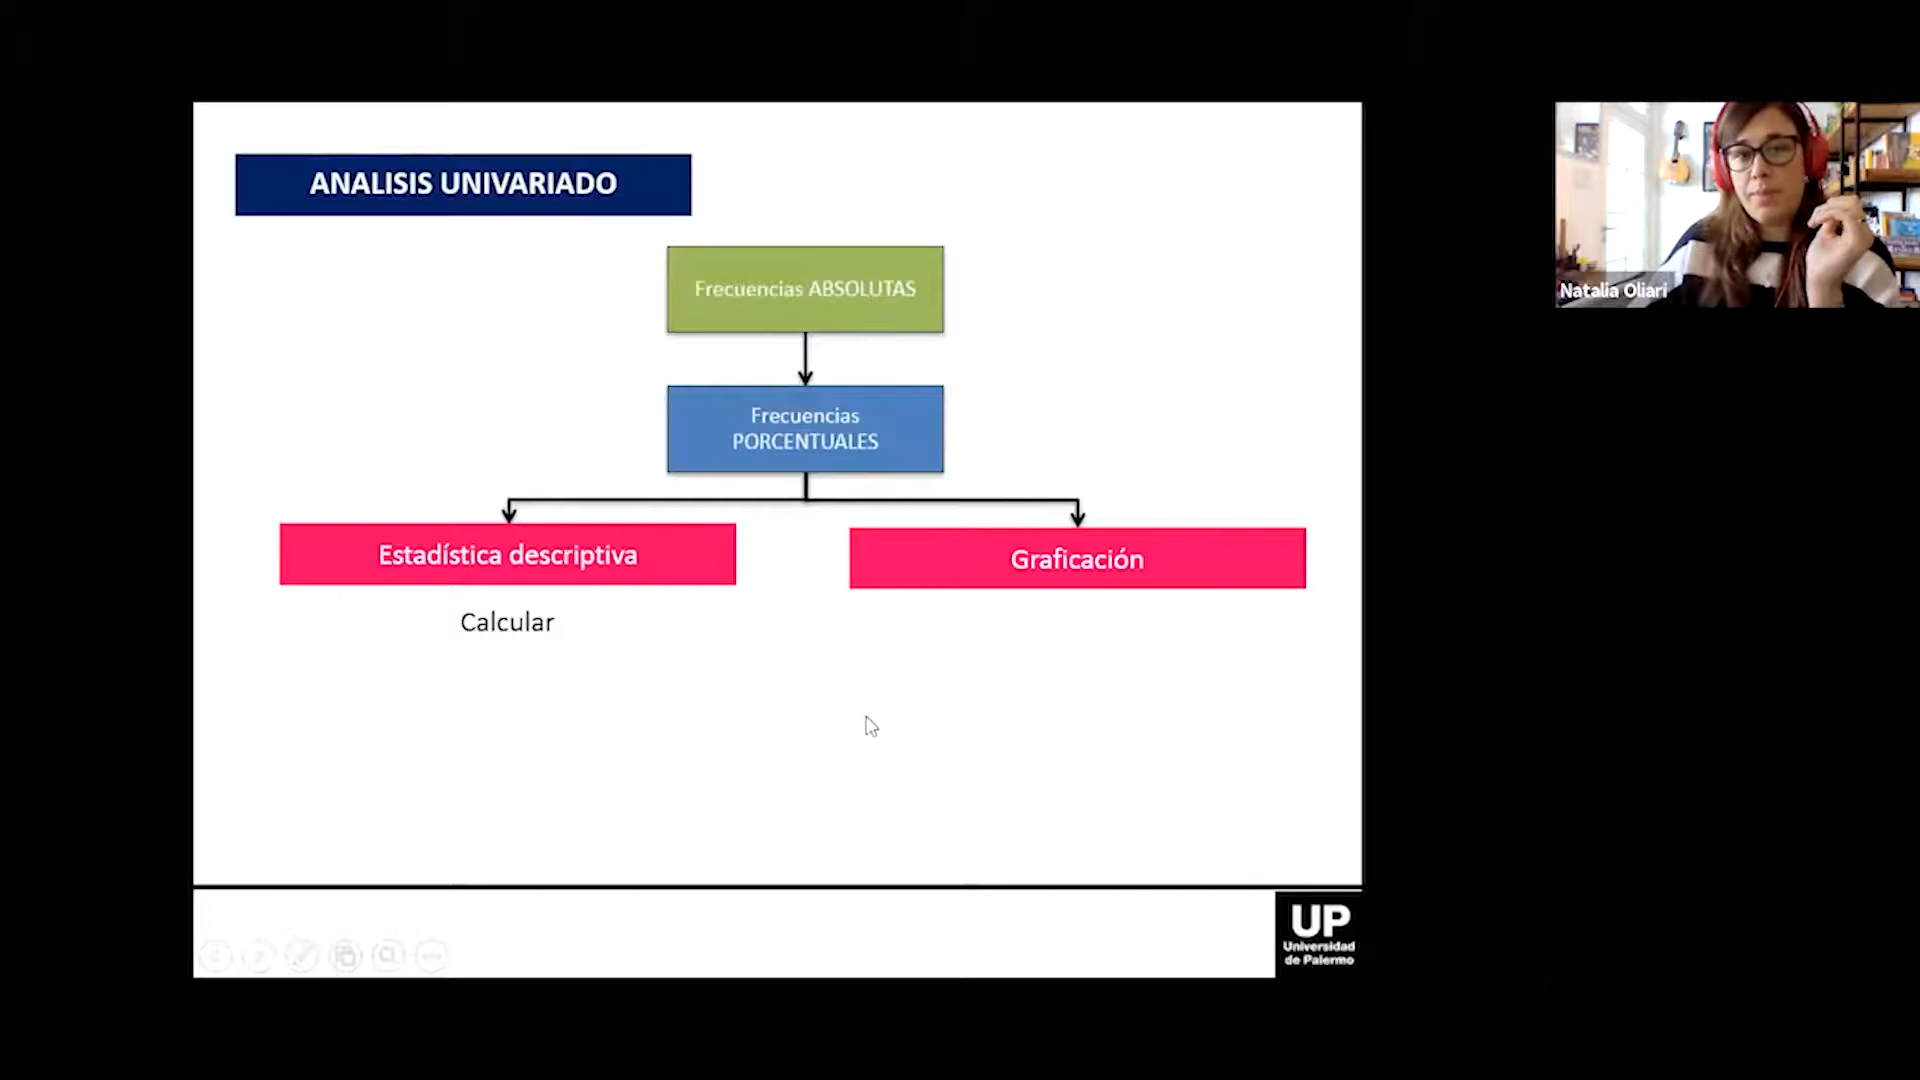 ANALISIS UNIVARIADO
Frecuencias ABSOLUTAS
Frecuencias
PORCENTUALES
Estadística descriptiva
Graficación
Calcular
Natalia Oliari
UP
Universidad
de Palermo